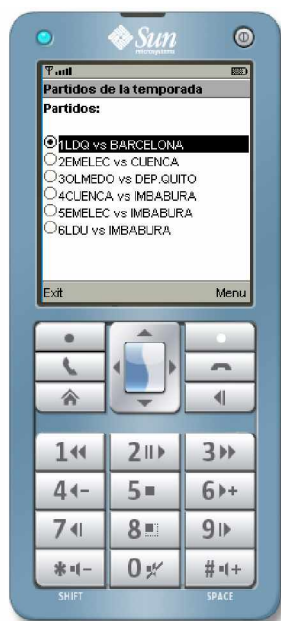 Sun
microsystems
Partidos de la temporada
Partidos:
1LDQ vs BARCELONA
2EMELEC vs CUENCA
3OLMEDO vs DEP.QUITO
4CUENCA vs IMBABURA
5EMELEC vs IMBABURA
6LDU vs IMBABURA
Exit Menu
1 2 3
4 - 5 6 +
7 8 9
* - 0 # +
SHIFT SPACE